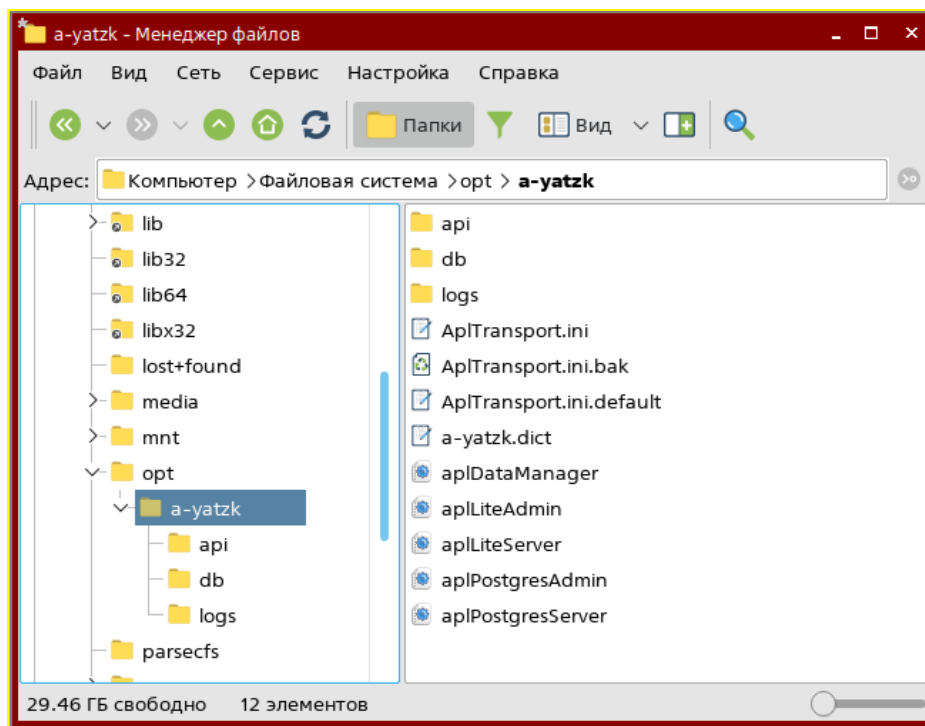 a-yatzk - Менеджер файлов
Файл Вид Сеть Сервис Настройка Справка
Папки Вид
Адрес: Компьютер >Файловая система >opt > a-yatzk
lib
lib32
lib64
libx32
lost+found
media
mnt
opt
a-yatzk
api
db
logs
parsecfs
api
db
logs
AplTransport.ini
AplTransport.ini.bak
AplTransport.ini.default
a-yatzk.dict
aplDataManager
aplLiteAdmin
aplLiteServer
aplPostgresAdmin
aplPostgresServer
29.46 ГБ свободно 12 элементов